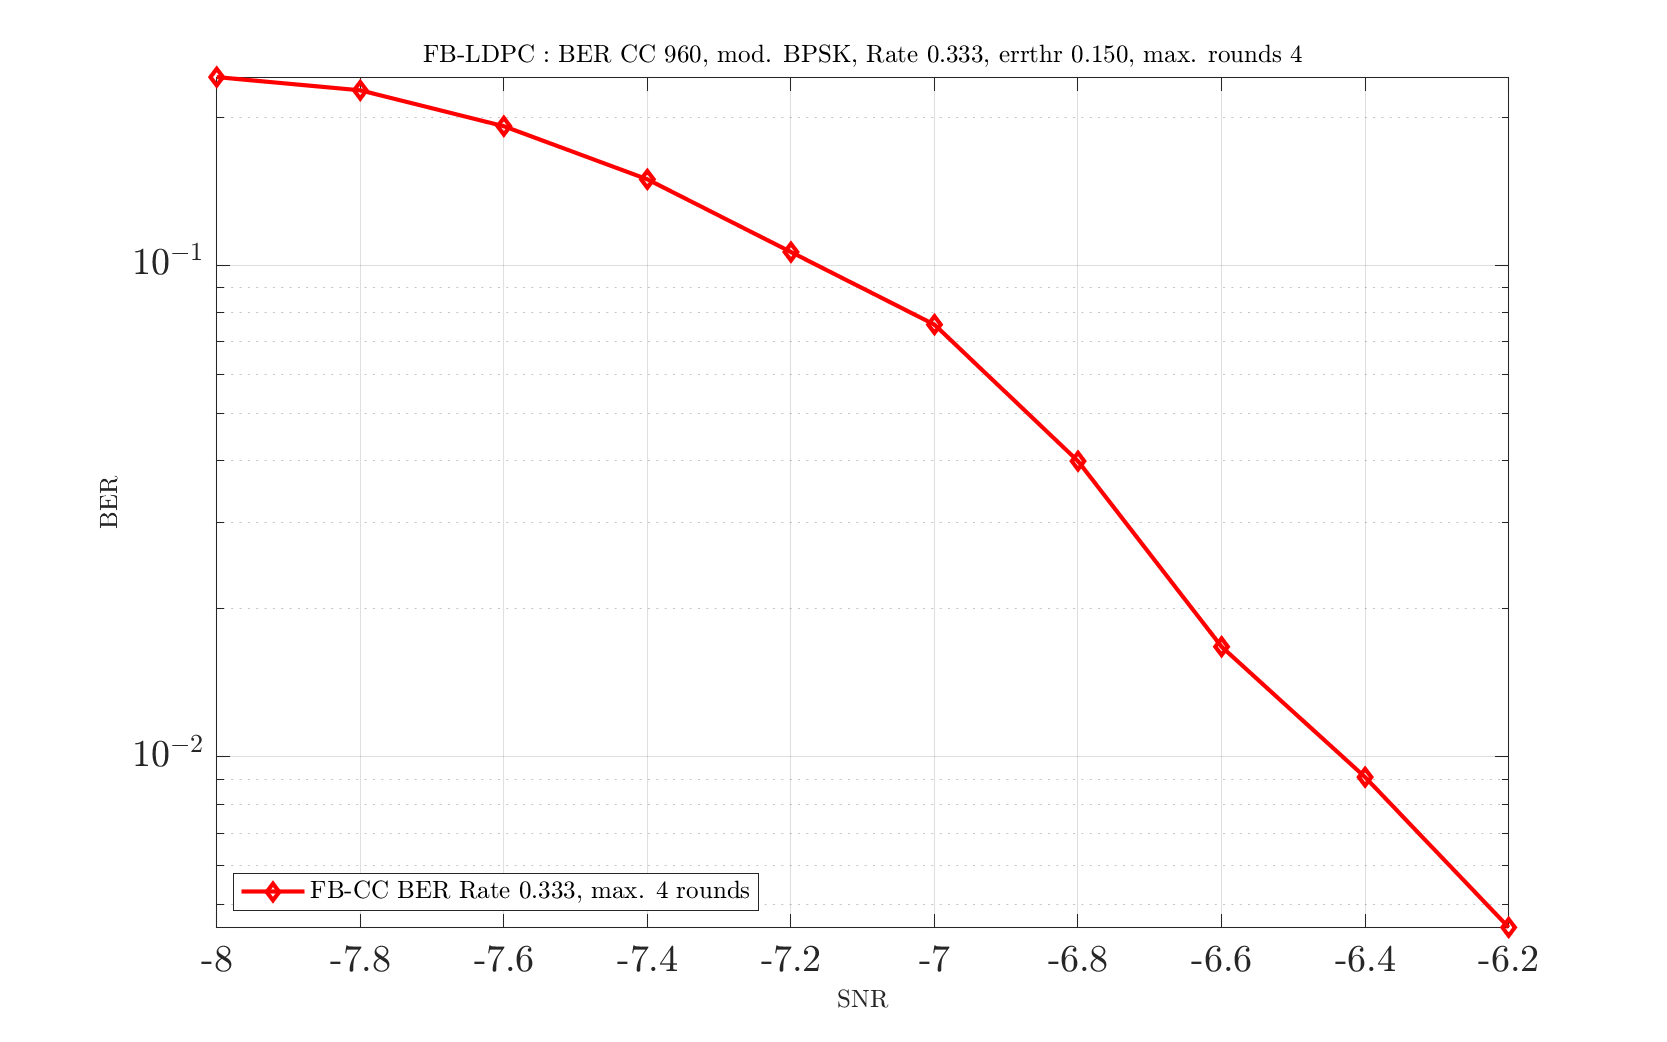 FB-LDPC : BER CC 960, mod. BPSK, Rate 0.333, errthr 0.150, max. rounds 4
10⁻¹
BER
10⁻²
FB-CC BER Rate 0.333, max. 4 rounds
-8 -7.8 -7.6 -7.4 -7.2 -7 -6.8 -6.6 -6.4 -6.2
SNR